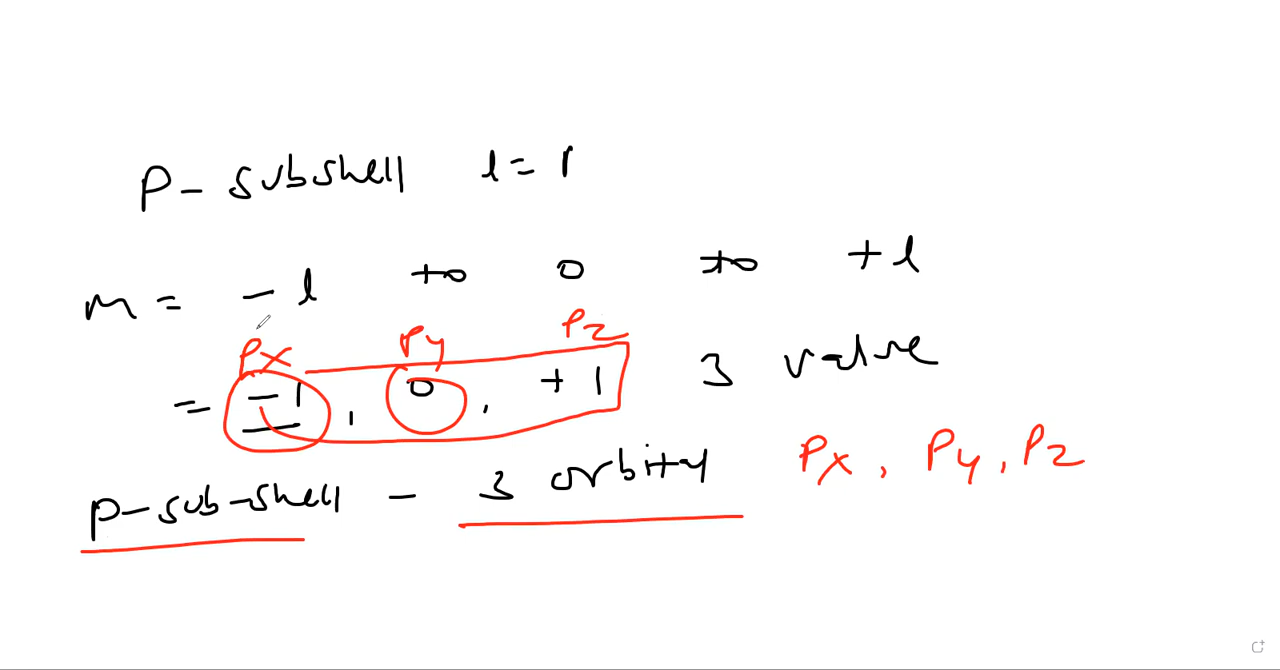 P- subshell l = 1
m = - l to 0 to + l
Px Py Pz
= -1 , 0 , + 1 3 value
Px , Py , Pz
p-sub-shell - 3 orbity